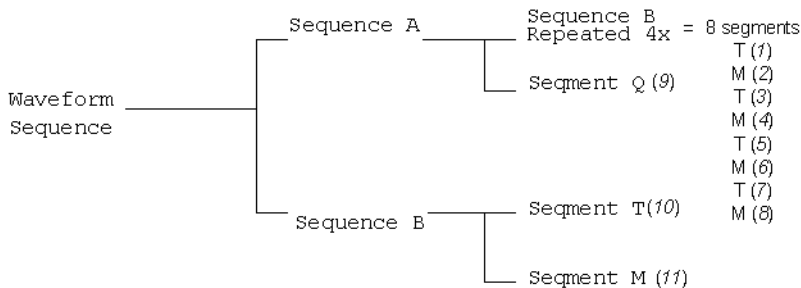 Sequence A
Sequence B
Repeated 4x = 8 segments
T (1)
M (2)
T (3)
M (4)
T (5)
M (6)
T (7)
M (8)
Seqment Q (9)
Waveform
Sequence
Sequence B
Seqment T(10)
Seqment M (11)